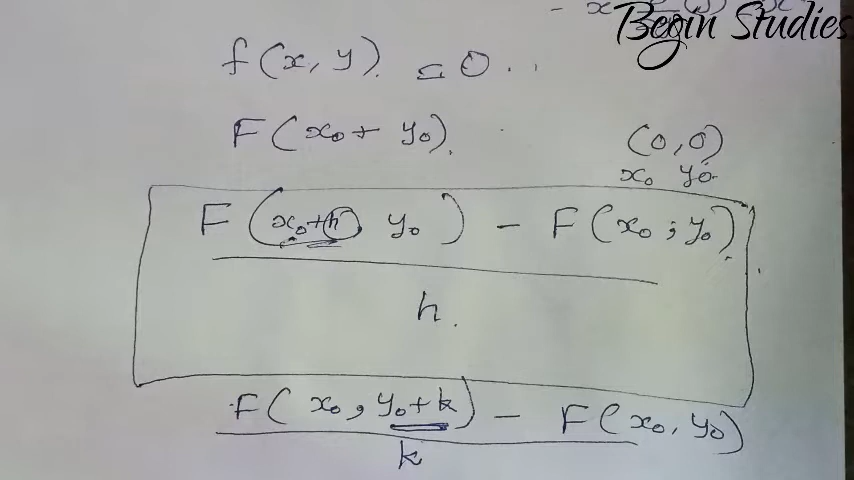 Begin Studies
f(x, y) = 0 ..
F(x₀+ y₀).
(0,0)
x₀ y₀
F(x₀+h y₀) - F(x₀; y₀).
h.
F(x₀, y₀+k) - F(x₀, y₀)
k